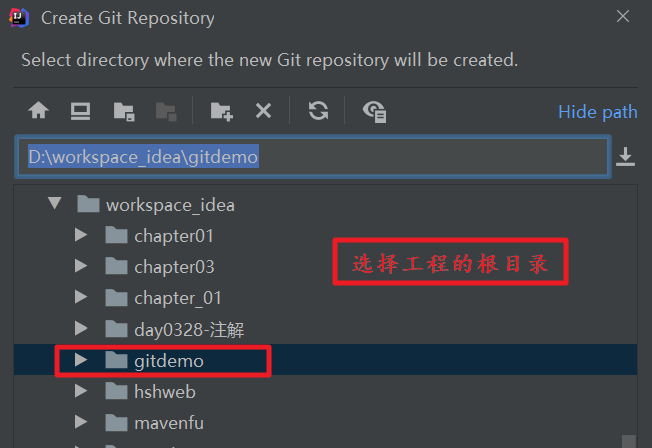 Create Git Repository
Select directory where the new Git repository will be created.
Hide path
D:\workspace_idea\gitdemo
workspace_idea
chapter01
chapter03
选择工程的根目录
chapter_01
day0328-注解
gitdemo
hshweb
mavenfu